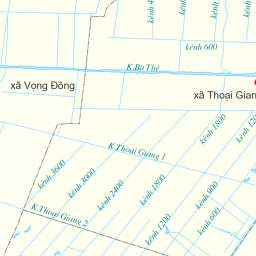 kênh 600
K.Ba Thê
xã Vọng Đông
xã Thoại Gian
K.Thoại Giang 1
kênh 1800
kênh 120
kênh 3600
kênh 3000
kênh 2400
kênh 1800
kênh 900
kênh 600
K.Thoại Giang 2
kênh 1200